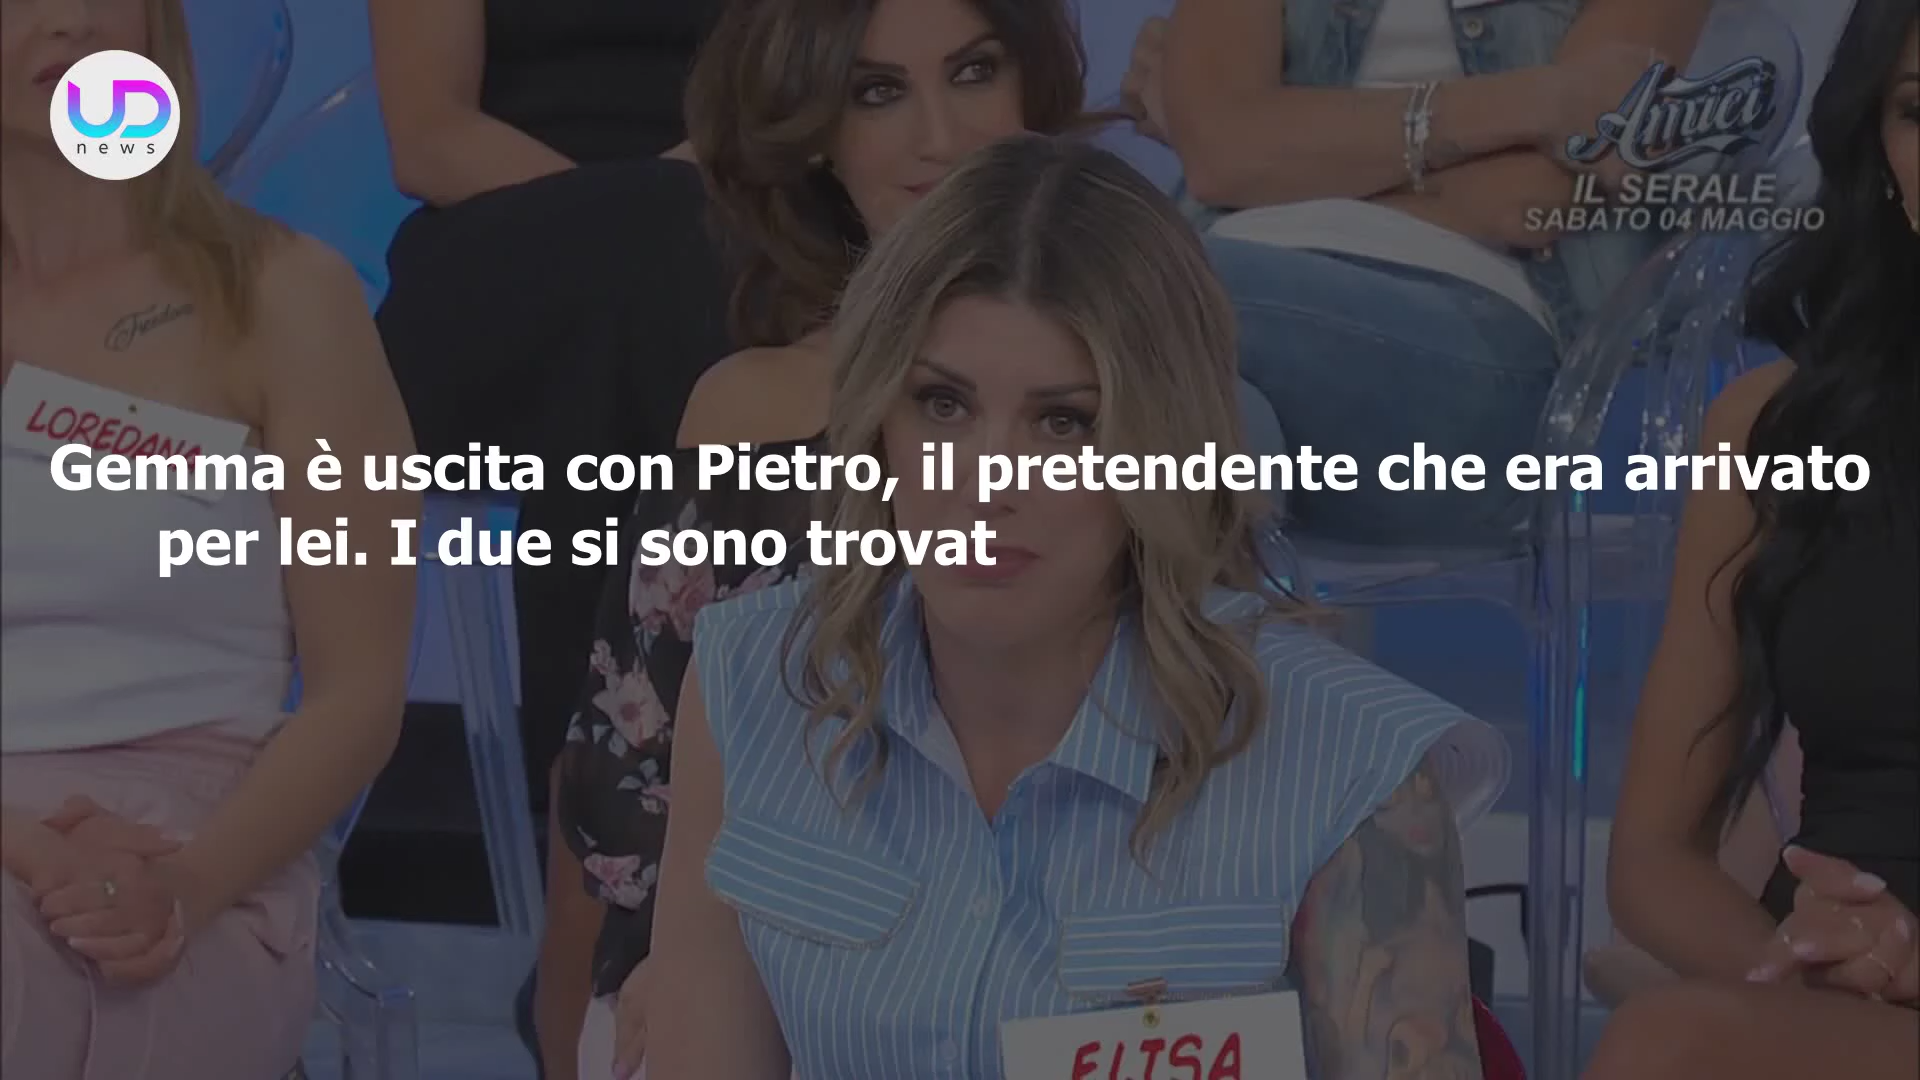 UD
news
Amici
IL SERALE
SABATO 04 MAGGIO
Freedom
LOREDANA
Gemma è uscita con Pietro, il pretendente che era arrivato
per lei. I due si sono trovat
ELISA